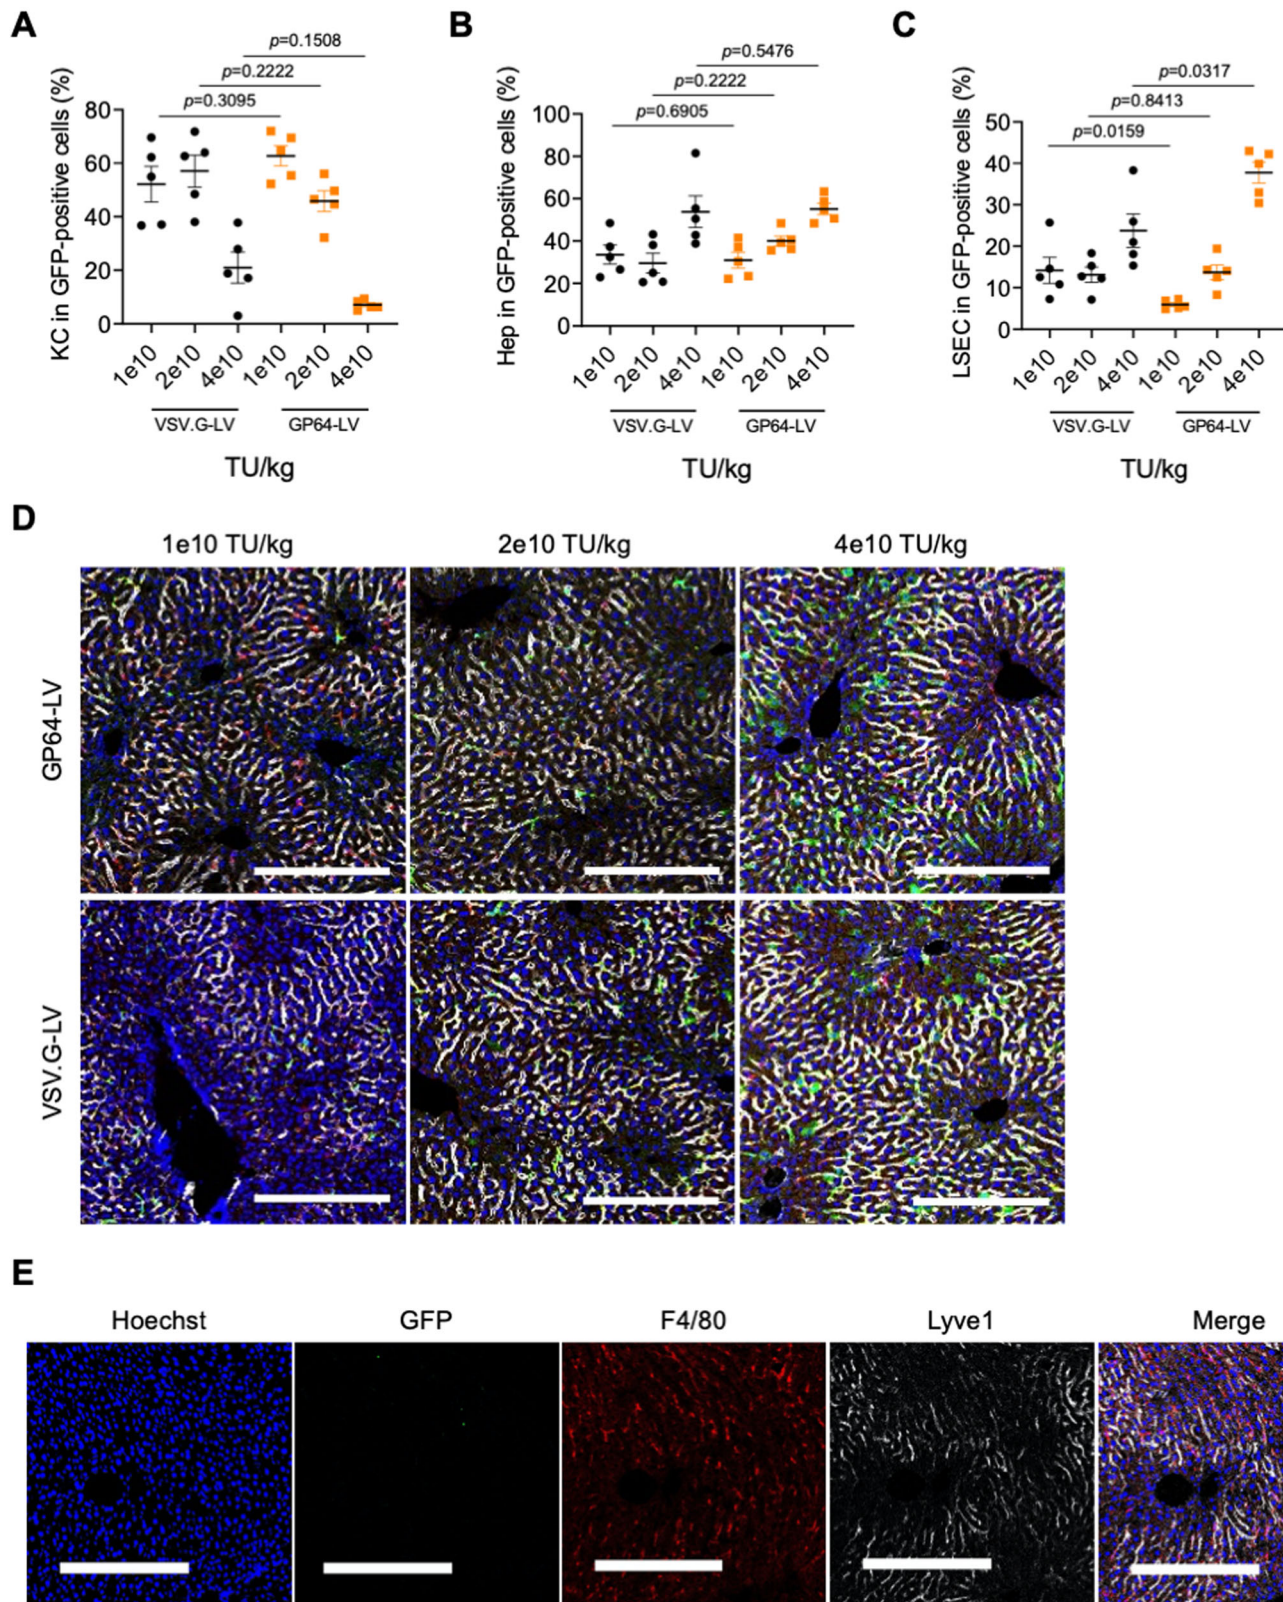 A
p=0.1508
p=0.2222
p=0.3095
KC in GFP-positive cells (%)
80
60
40
20
0
1e10
2e10
4e10
1e10
2e10
4e10
VSV.G-LV
GP64-LV
TU/kg
B
p=0.5476
p=0.2222
p=0.6905
Hep in GFP-positive cells (%)
100
80
60
40
20
0
1e10
2e10
4e10
1e10
2e10
4e10
VSV.G-LV
GP64-LV
TU/kg
C
p=0.0317
p=0.8413
p=0.0159
LSEC in GFP-positive cells (%)
50
40
30
20
10
0
1e10
2e10
4e10
1e10
2e10
4e10
VSV.G-LV
GP64-LV
TU/kg
D
1e10 TU/kg
2e10 TU/kg
4e10 TU/kg
GP64-LV
VSV.G-LV
E
Hoechst
GFP
F4/80
Lyve1
Merge